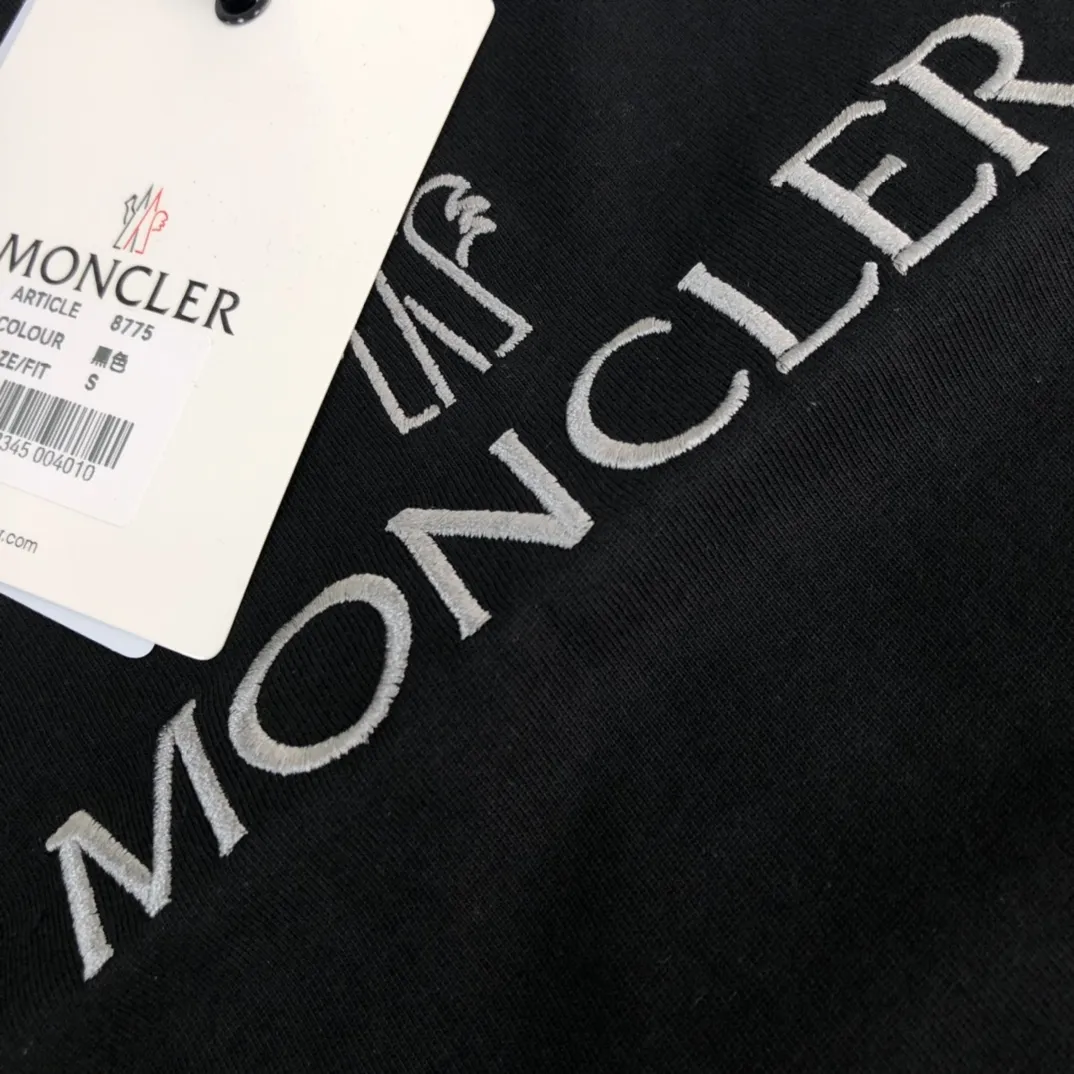 MONCLER
ARTICLE 8775
COLOUR 黑色
ZE/FIT S
345 004010
.com
MONCLER